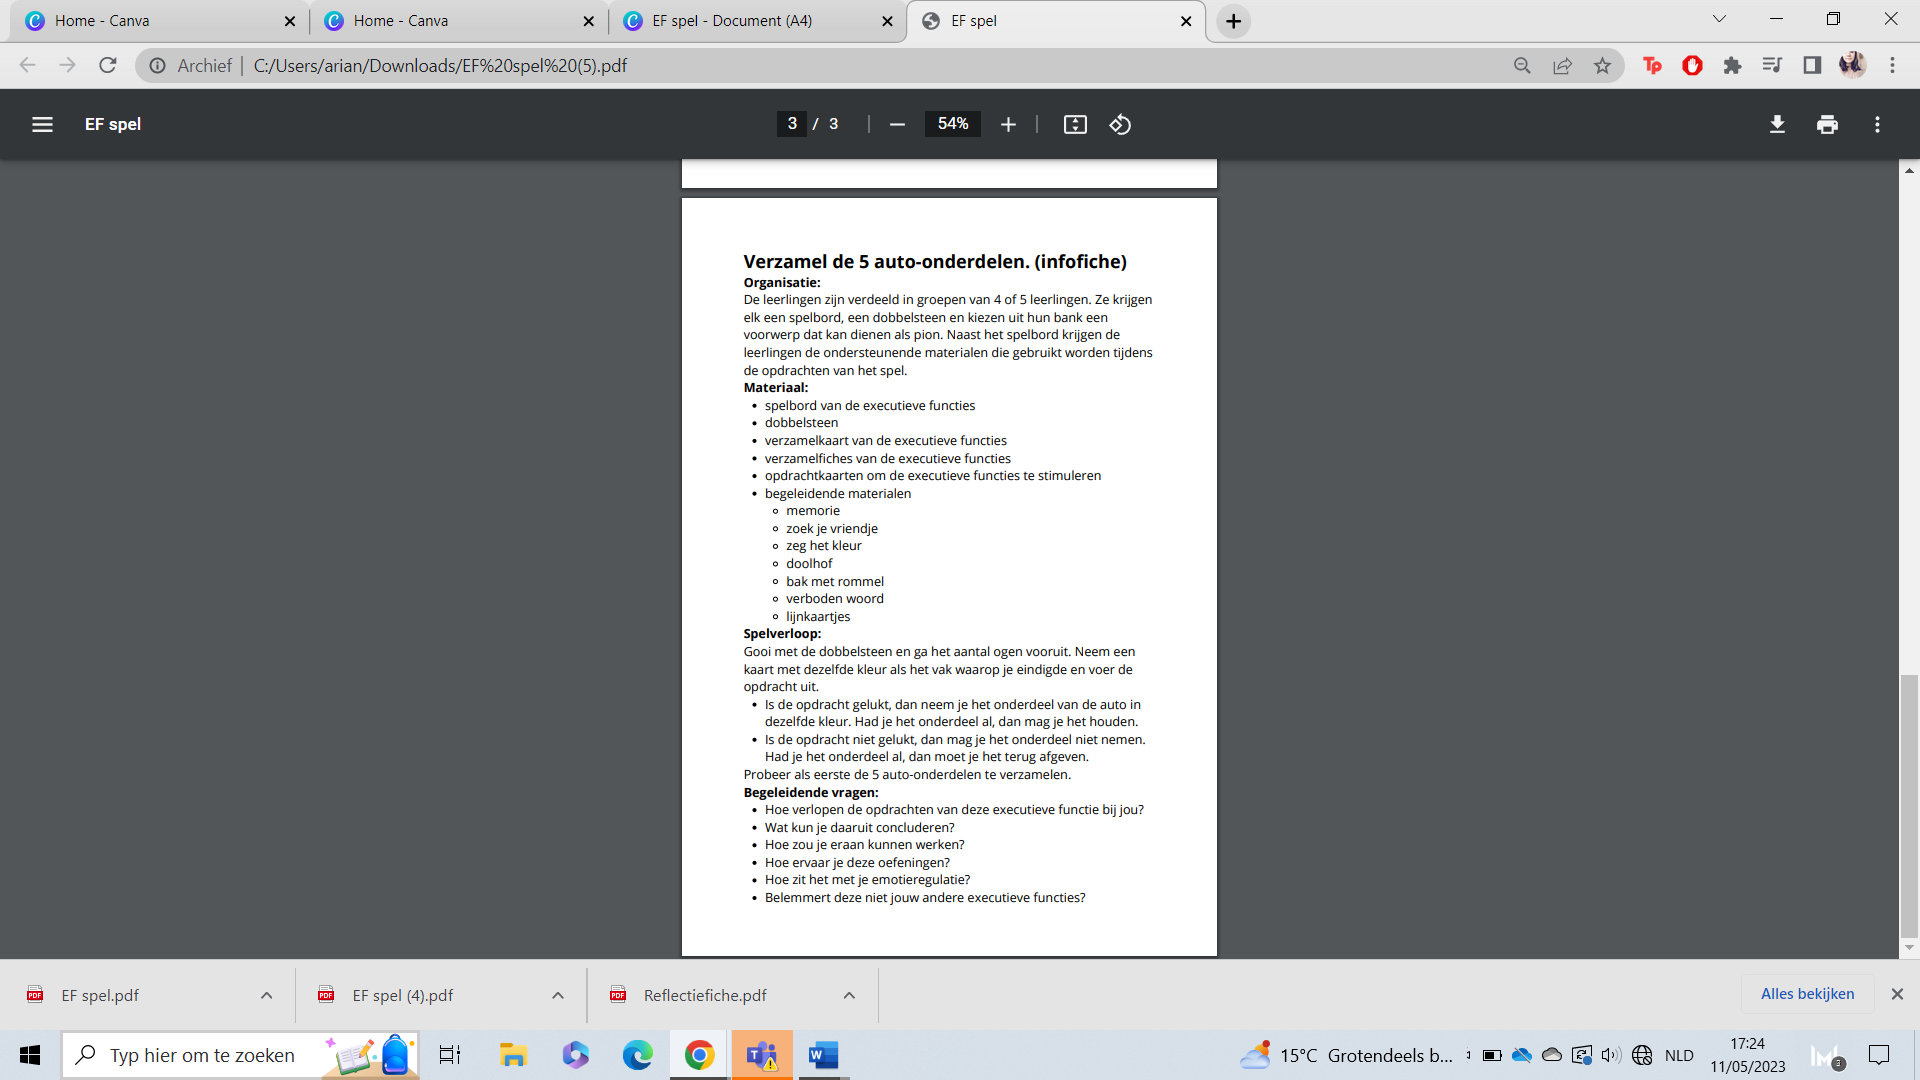 Home - Canva
Home - Canva
EF spel - Document (A4)
EF spel
Archief
C:/Users/arian/Downloads/EF%20spel%20(5).pdf
EF spel
3 / 3
54%
Verzamel de 5 auto-onderdelen. (infofiche)
Organisatie:
De leerlingen zijn verdeeld in groepen van 4 of 5 leerlingen. Ze krijgen
elk een spelbord, een dobbelsteen en kiezen uit hun bank een
voorwerp dat kan dienen als pion. Naast het spelbord krijgen de
leerlingen de ondersteunende materialen die gebruikt worden tijdens
de opdrachten van het spel.
Materiaal:
• spelbord van de executieve functies
• dobbelsteen
• verzamelkaart van de executieve functies
• verzamelfiches van de executieve functies
• opdrachtkaarten om de executieve functies te stimuleren
• begeleidende materialen
◦ memorie
◦ zoek je vriendje
◦ zeg het kleur
◦ doolhof
◦ bak met rommel
◦ verboden woord
◦ lijnkaartjes
Spelverloop:
Gooi met de dobbelsteen en ga het aantal ogen vooruit. Neem een
kaart met dezelfde kleur als het vak waarop je eindigde en voer de
opdracht uit.
• Is de opdracht gelukt, dan neem je het onderdeel van de auto in
dezelfde kleur. Had je het onderdeel al, dan mag je het houden.
• Is de opdracht niet gelukt, dan mag je het onderdeel niet nemen.
Had je het onderdeel al, dan moet je het terug afgeven.
Probeer als eerste de 5 auto-onderdelen te verzamelen.
Begeleidende vragen:
• Hoe verlopen de opdrachten van deze executieve functie bij jou?
• Wat kun je daaruit concluderen?
• Hoe zou je eraan kunnen werken?
• Hoe ervaar je deze oefeningen?
• Hoe zit het met je emotieregulatie?
• Belemmert deze niet jouw andere executieve functies?
EF spel.pdf
EF spel (4).pdf
Reflectiefiche.pdf
Alles bekijken
Typ hier om te zoeken
15°C Grotendeels b...
NLD
17:24
11/05/2023
3